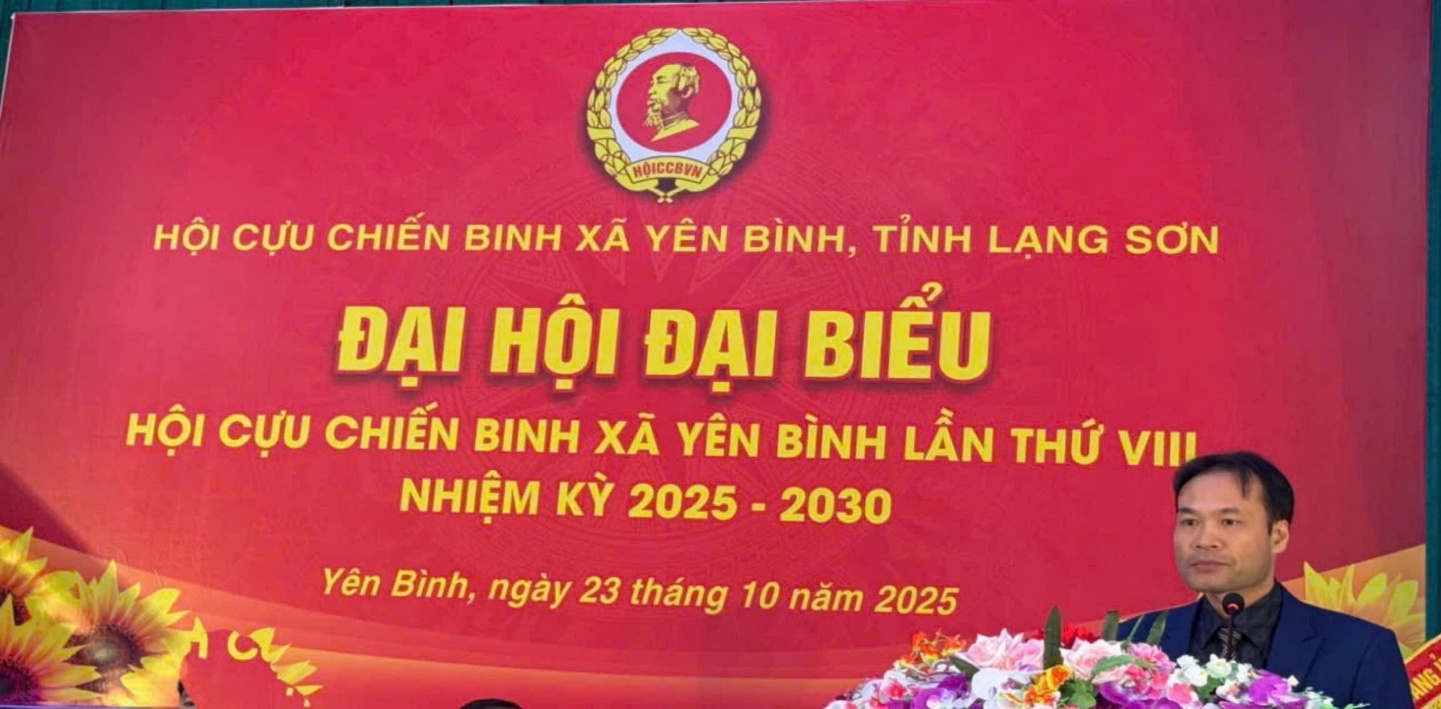 HỘICCBVN
HỘI CỰU CHIẾN BINH XÃ YÊN BÌNH, TỈNH LẠNG SƠN
ĐẠI HỘI ĐẠI BIỂU
HỘI CỰU CHIẾN BINH XÃ YÊN BÌNH LẦN THỨ VIII
NHIỆM KỲ 2025 - 2030
Yên Bình, ngày 23 tháng 10 năm 2025